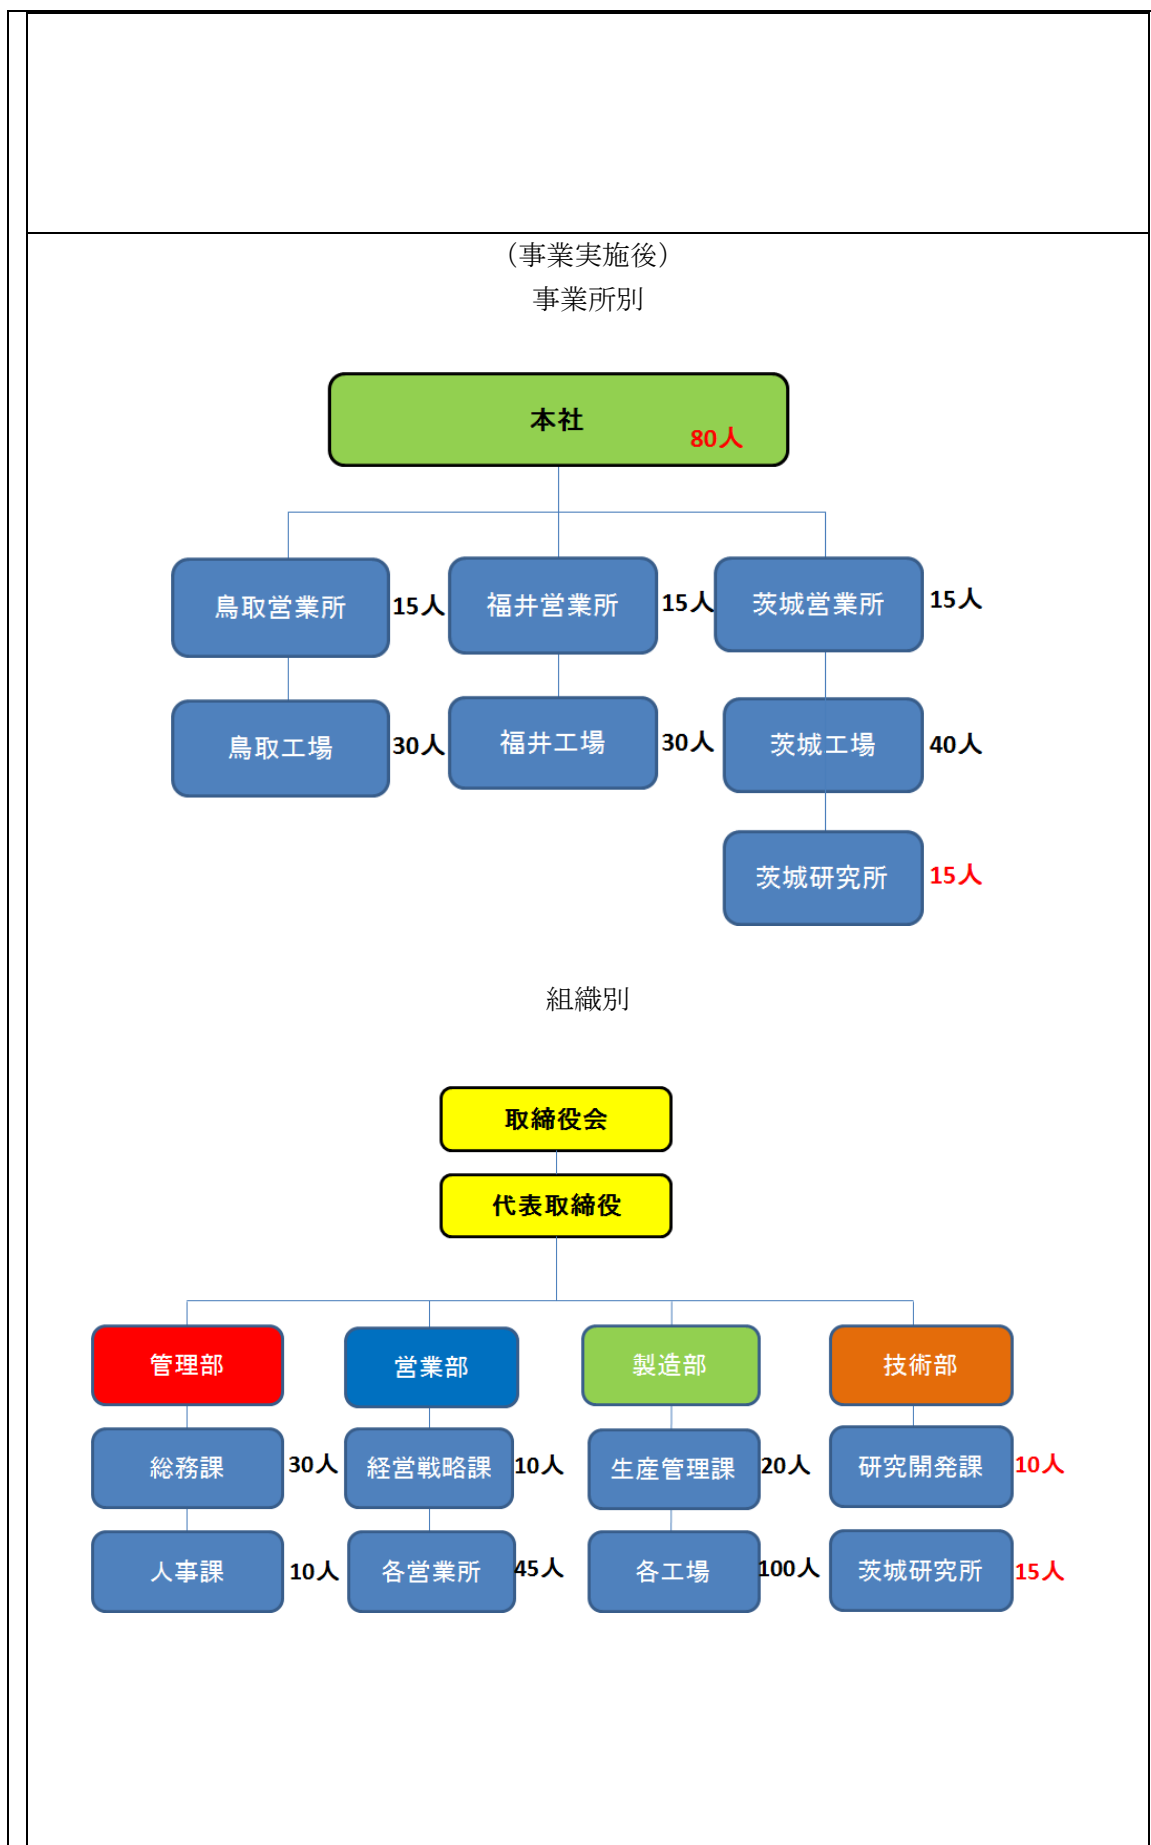 （事業実施後）
事業所別
本社
80人
鳥取営業所 15人 福井営業所 15人 茨城営業所 15人
鳥取工場 30人 福井工場 30人 茨城工場 40人
茨城研究所 15人
組織別
取締役会
代表取締役
管理部 営業部 製造部 技術部
総務課 30人 経営戦略課 10人 生産管理課 20人 研究開発課 10人
人事課 10人 各営業所 45人 各工場 100人 茨城研究所 15人